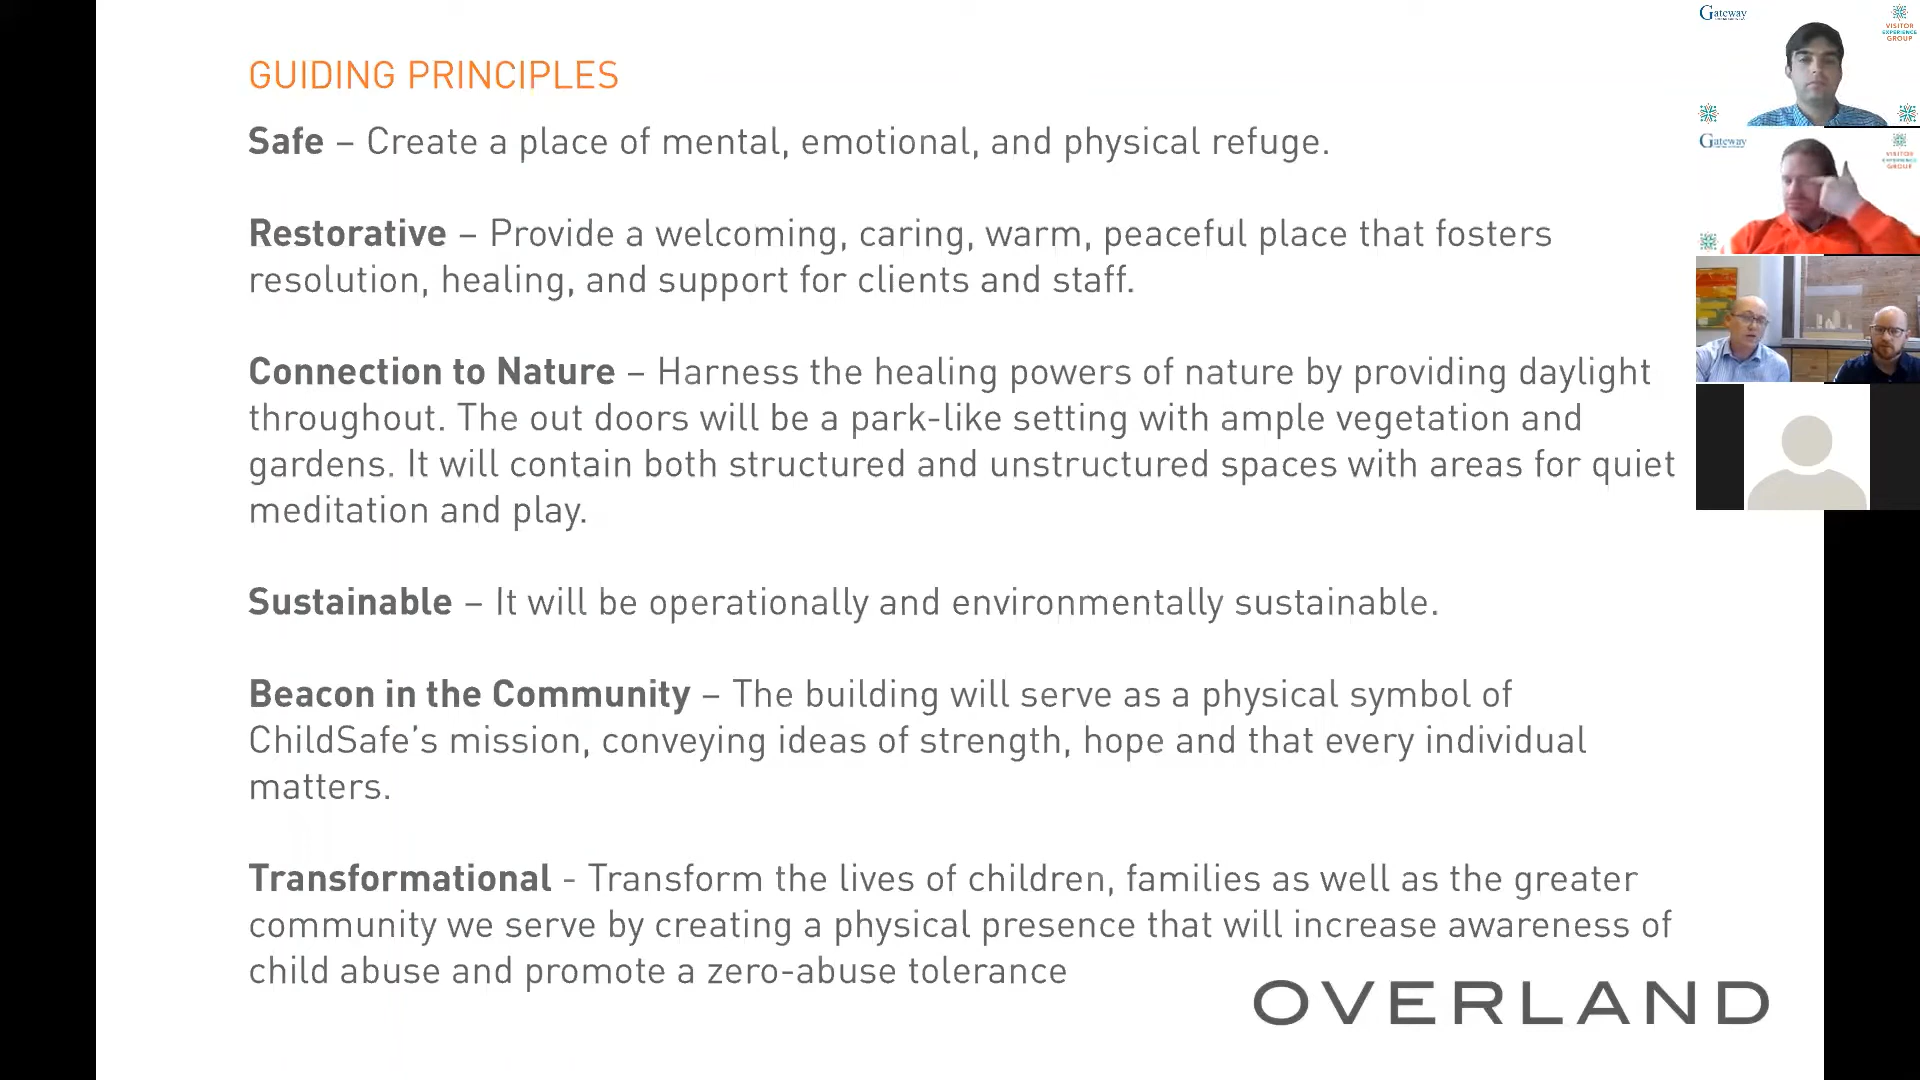 GUIDING PRINCIPLES
Safe – Create a place of mental, emotional, and physical refuge.
Restorative – Provide a welcoming, caring, warm, peaceful place that fosters
resolution, healing, and support for clients and staff.
Connection to Nature – Harness the healing powers of nature by providing daylight
throughout. The out doors will be a park-like setting with ample vegetation and
gardens. It will contain both structured and unstructured spaces with areas for quiet
meditation and play.
Sustainable – It will be operationally and environmentally sustainable.
Beacon in the Community – The building will serve as a physical symbol of
ChildSafe's mission, conveying ideas of strength, hope and that every individual
matters.
Transformational - Transform the lives of children, families as well as the greater
community we serve by creating a physical presence that will increase awareness of
child abuse and promote a zero-abuse tolerance
OVERLAND
Gateway
VISITOR
EXPERIENCE
GROUP
Gateway
VISITOR
EXPERIENCE
GROUP